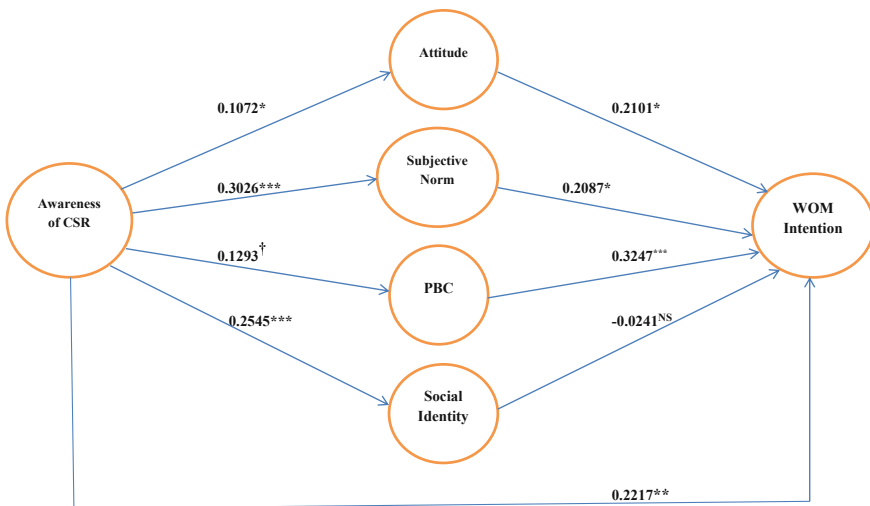 Attitude
0.1072*
0.2101*
Subjective
Norm
0.3026***
0.2087*
Awareness
of CSR
WOM
Intention
0.1293†
PBC
0.3247***
0.2545***
-0.0241NS
Social
Identity
0.2217**